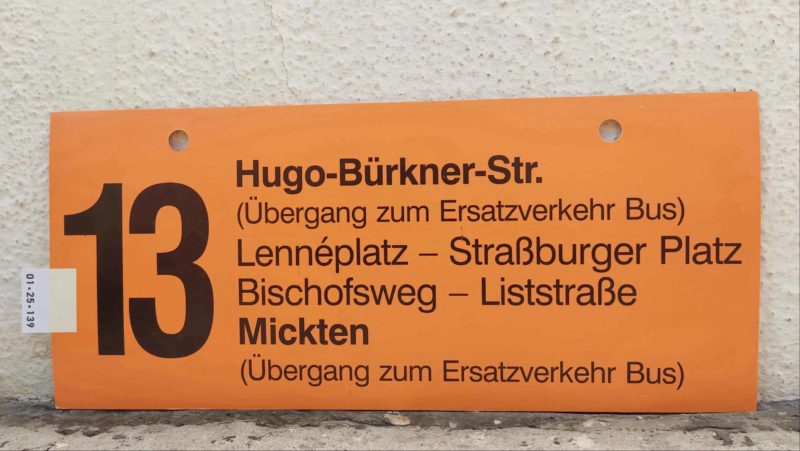 13
Hugo-Bürkner-Str.
(Übergang zum Ersatzverkehr Bus)
Lennéplatz – Straßburger Platz
Bischofsweg – Liststraße
Mickten
(Übergang zum Ersatzverkehr Bus)
01-25-139